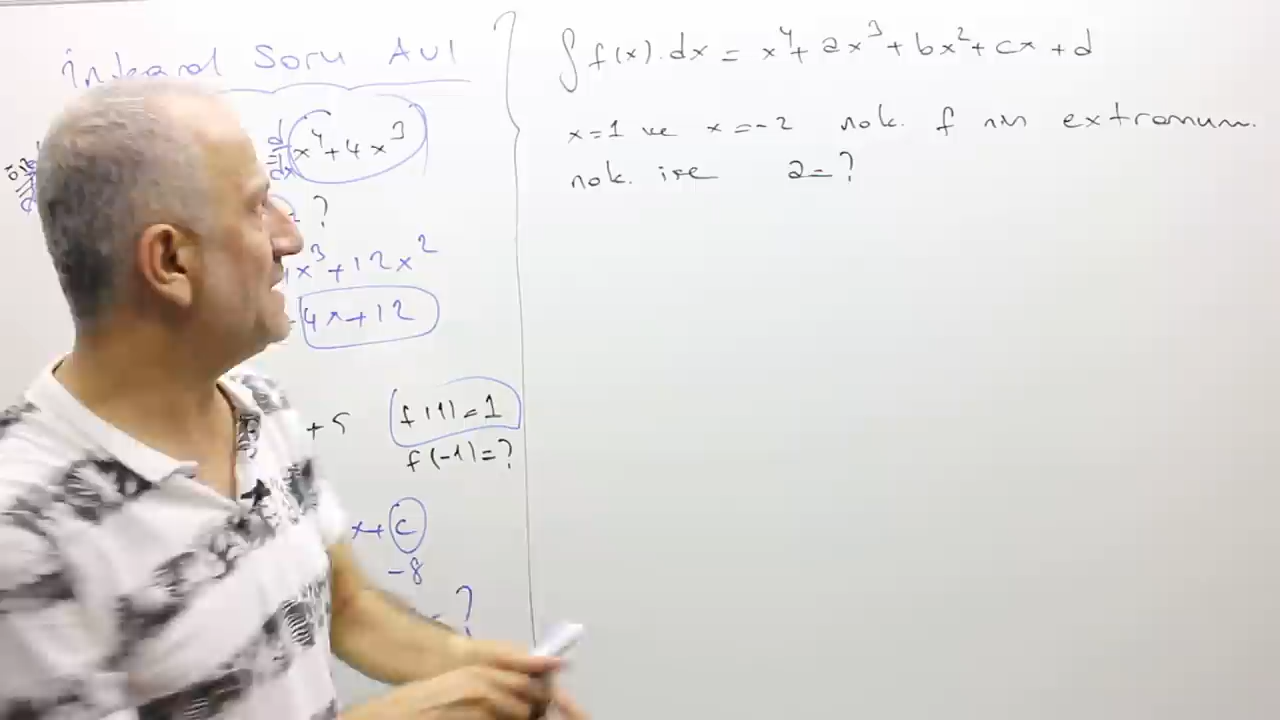 İntegral Soru Avı
d/dx x⁴+4x³
?
x³+12x²
4x+12
+5 f(1)=1
f(-1)=?
x+c
-8
= ?
∫ f(x).dx = x⁴+ax³+bx²+cx+d
x=1 ve x=-2 nok. f nin extremum.
nok. ise a=?